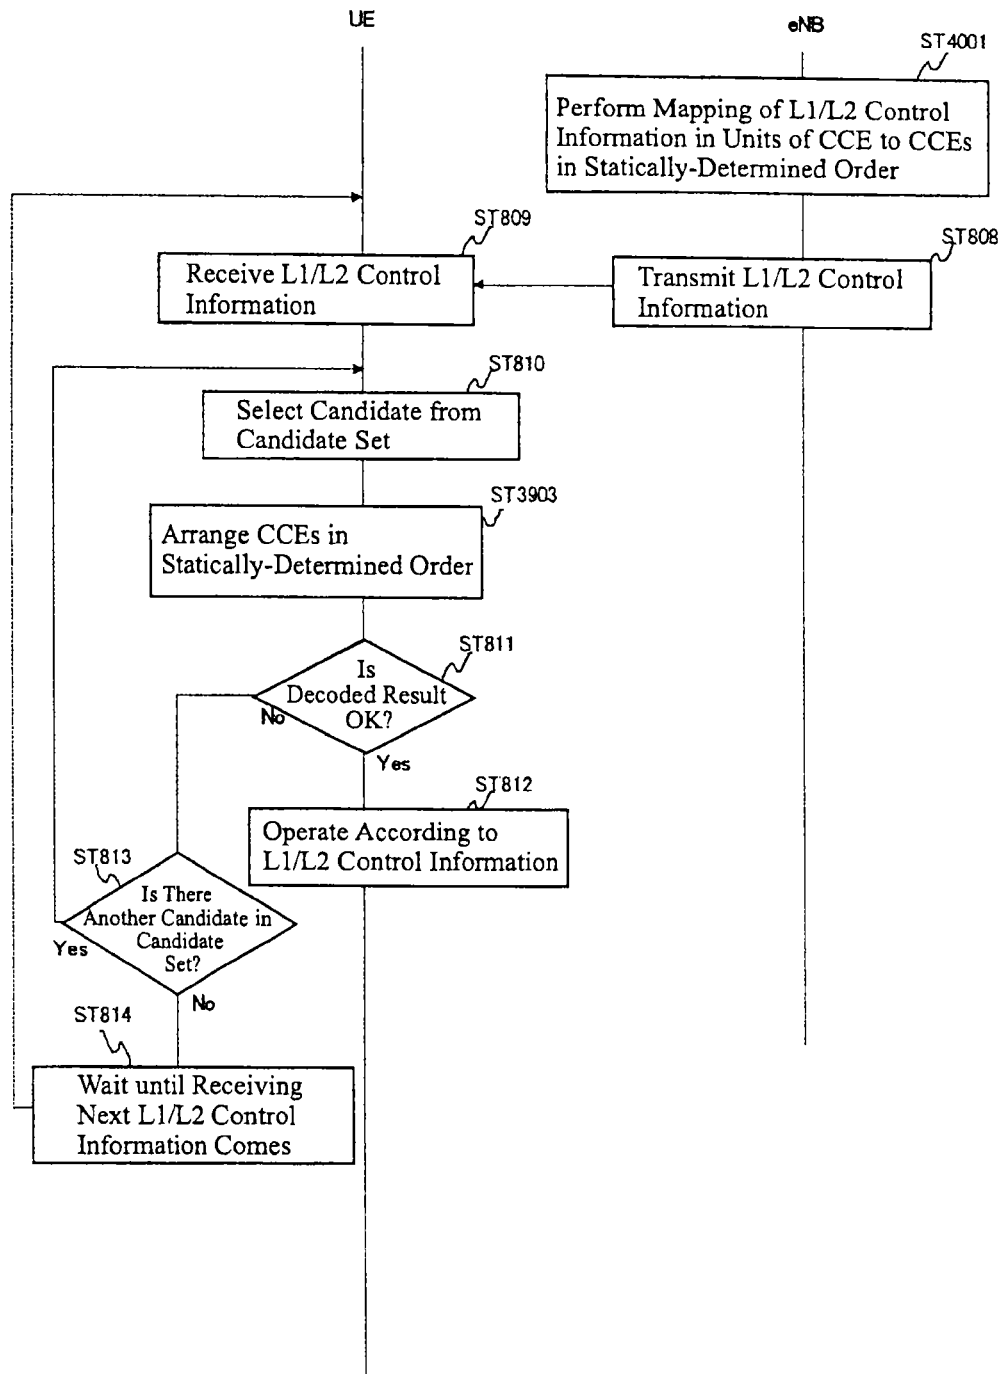 UE
eNB
ST4001
Perform Mapping of L1/L2 Control
Information in Units of CCE to CCEs
in Statically-Determined Order
ST809
Receive L1/L2 Control
Information
ST808
Transmit L1/L2 Control
Information
ST810
Select Candidate from
Candidate Set
ST3903
Arrange CCEs in
Statically-Determined Order
ST811
Is
Decoded Result
OK?
No
Yes
ST812
Operate According to
L1/L2 Control Information
ST813
Is There
Another Candidate in
Candidate
Set?
Yes
No
ST814
Wait until Receiving
Next L1/L2 Control
Information Comes